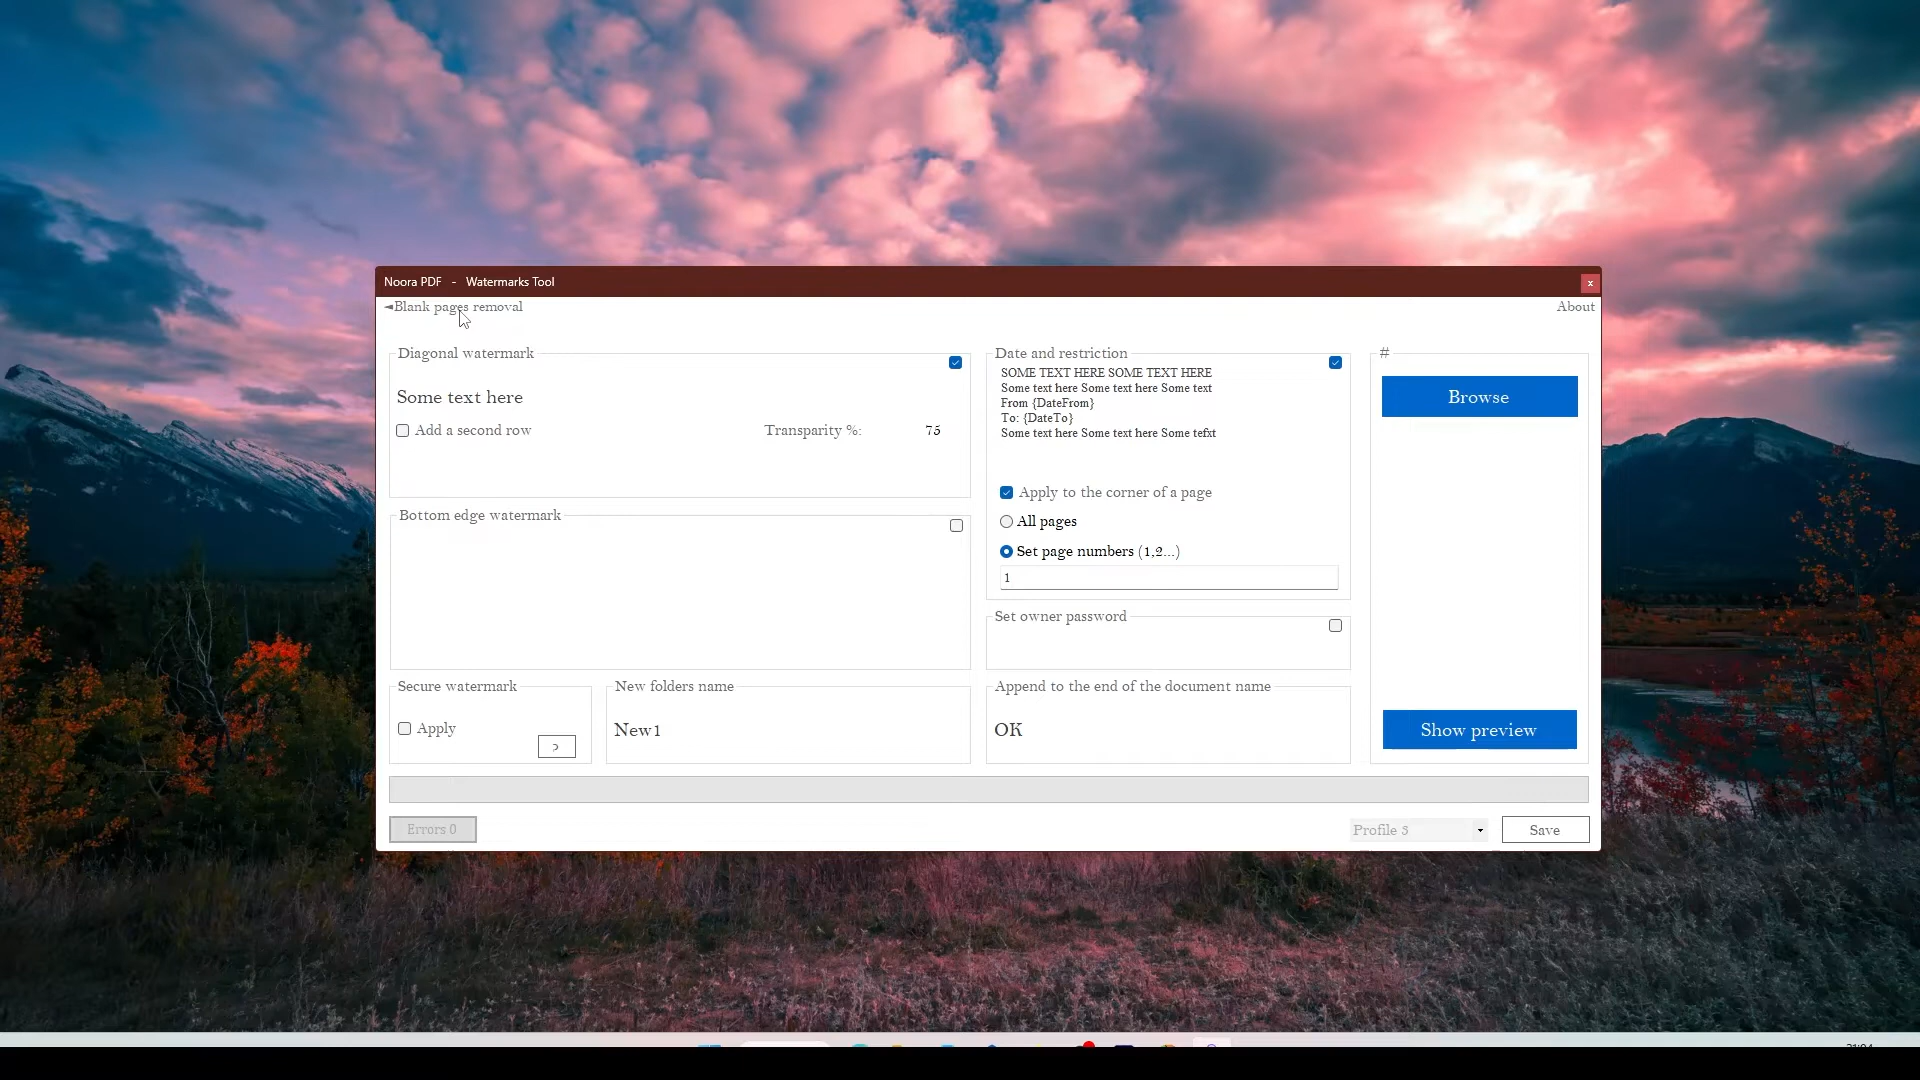 Noora PDF - Watermarks Tool
x
◄Blank pages removal
About
Diagonal watermark
Some text here
Add a second row
Transparity %:
75
Bottom edge watermark
Secure watermark
Apply
New folders name
New1
Date and restriction
SOME TEXT HERE SOME TEXT HERE
Some text here Some text here Some text
From {DateFrom}
To: {DateTo}
Some text here Some text here Some tefxt
Apply to the corner of a page
All pages
Set page numbers (1,2...)
1
Set owner password
Append to the end of the document name
OK
#
Browse
Show preview
Errors 0
Profile 3
Save